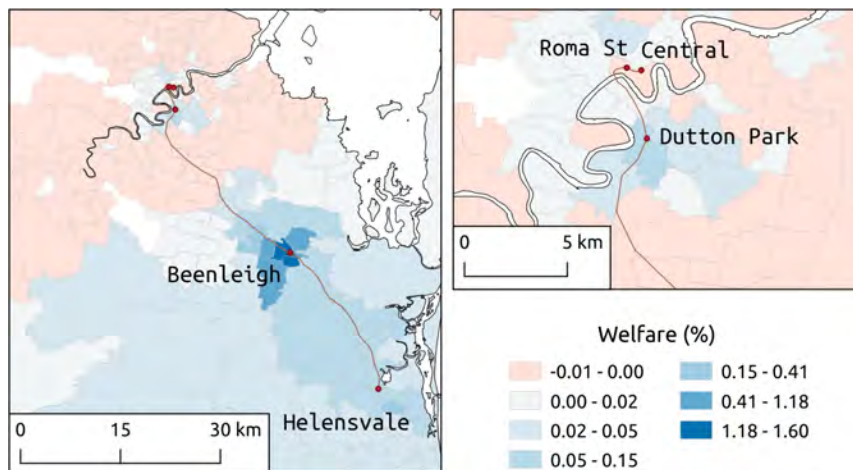 Roma St Central
Dutton Park
0 5 km
Beenleigh
Helensvale
0 15 30 km
Welfare (%)
-0.01 - 0.00
0.00 - 0.02
0.02 - 0.05
0.05 - 0.15
0.15 - 0.41
0.41 - 1.18
1.18 - 1.60